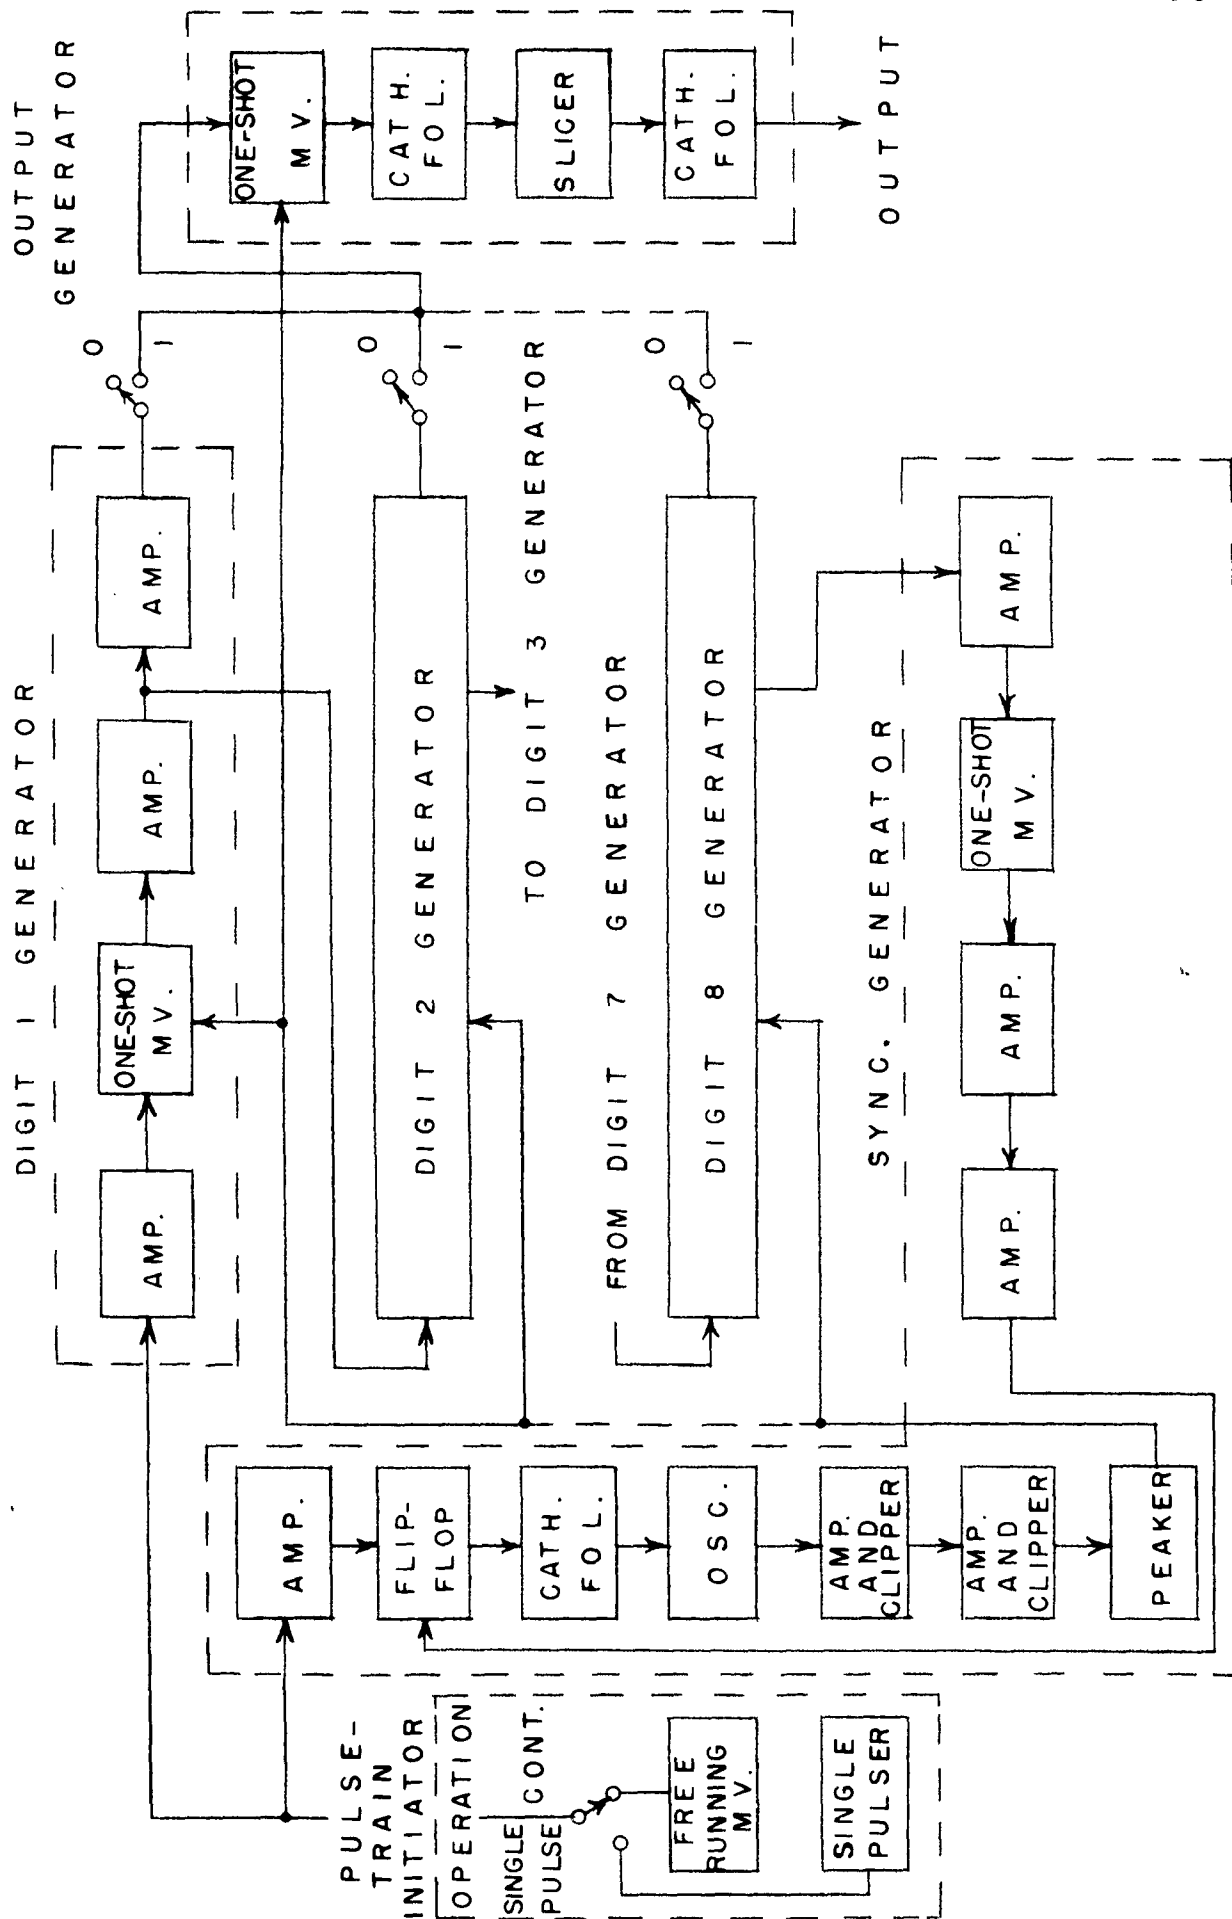 OUTPUT
GENERATOR
ONE-SHOT
MV.
CATH.
FOL.
SLICER
CATH.
FOL.
OUTPUT
DIGIT 1 GENERATOR
AMP.
ONE-SHOT
MV.
AMP.
AMP.
0
1
DIGIT 2 GENERATOR
0
1
TO DIGIT 3 GENERATOR
FROM DIGIT 7 GENERATOR
DIGIT 8 GENERATOR
0
1
SYNC. GENERATOR
AMP.
FLIP-
FLOP
CATH.
FOL.
OSC.
AMP.
AND
CLIPPER
AMP.
AND
CLIPPER
PEAKER
AMP.
AMP.
ONE-SHOT
MV.
AMP.
PULSE-
TRAIN
INITIATOR
OPERATION
SINGLE
PULSE
CONT.
FREE
RUNNING
MV.
SINGLE
PULSER